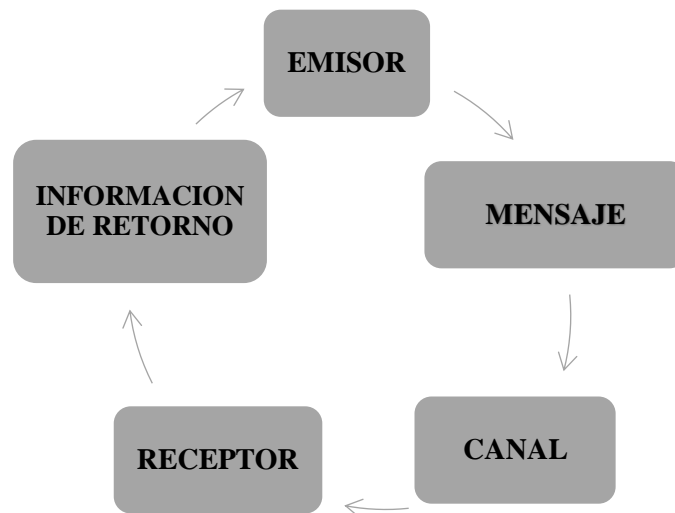 EMISOR
MENSAJE
CANAL
RECEPTOR
INFORMACION
DE RETORNO